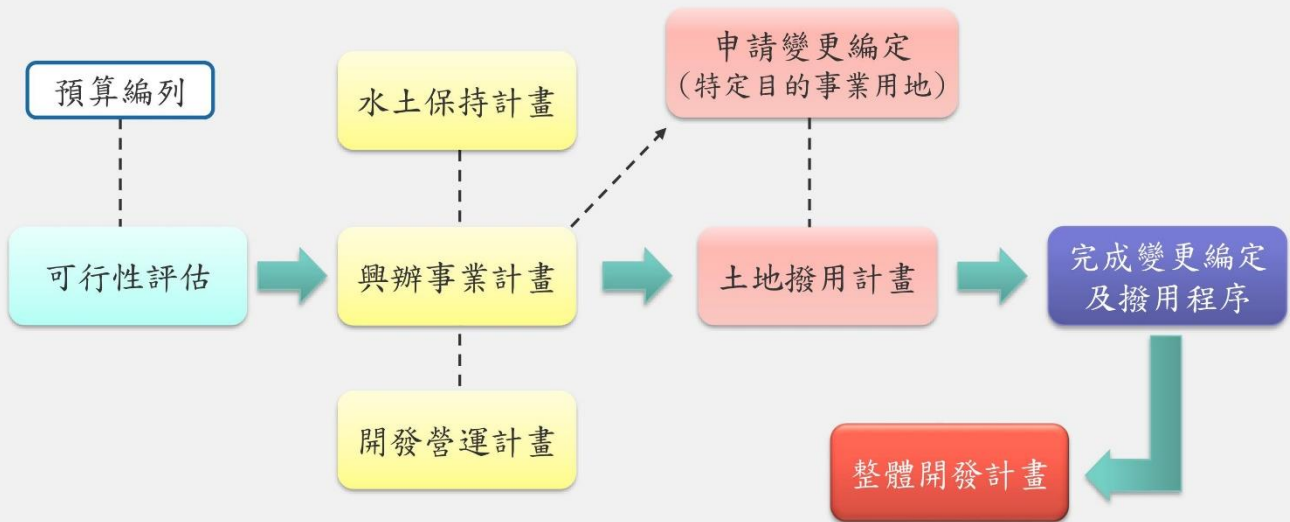 預算編列
水土保持計畫
申請變更編定
(特定目的事業用地)
可行性評估
興辦事業計畫
土地撥用計畫
完成變更編定
及撥用程序
開發營運計畫
整體開發計畫